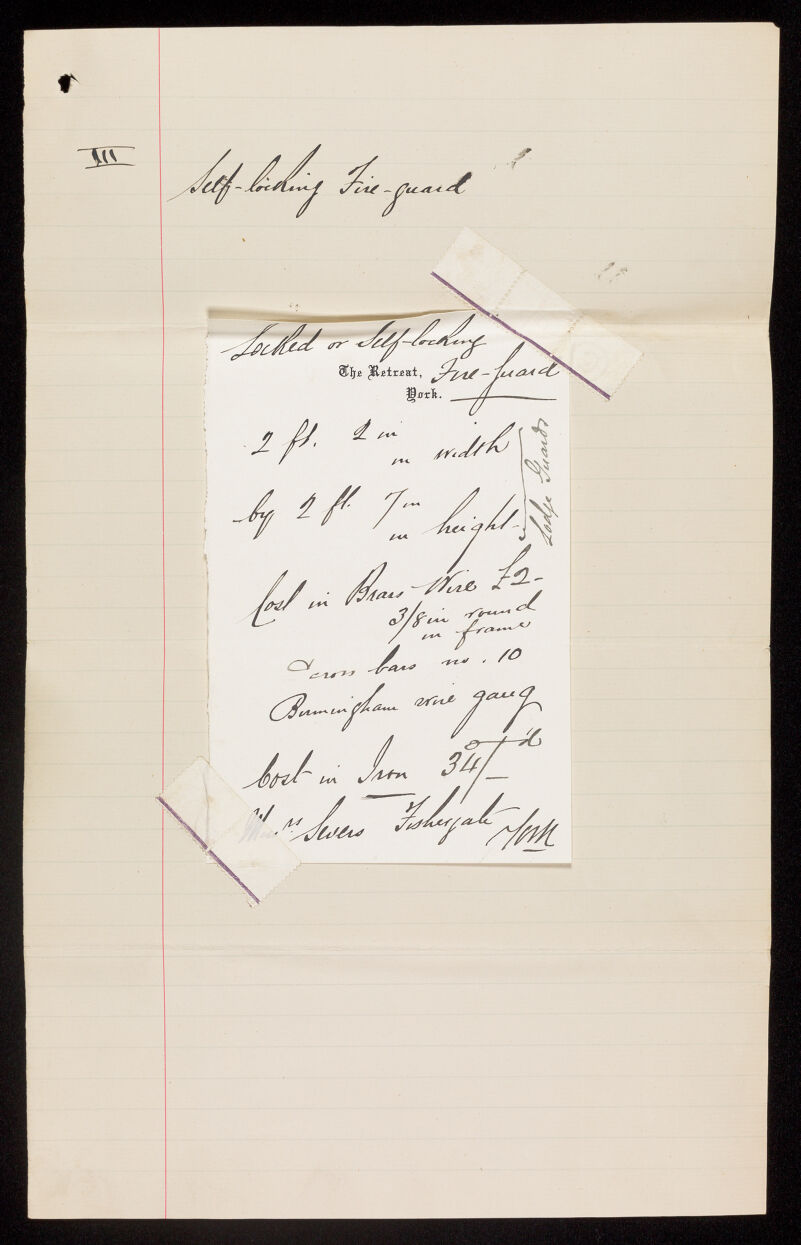 III
Self-locking Fire-guard
Locked or Self-locking
The Retreat, Fire-Guard
York.
2 ft. 2 in
in width
by 2 ft. 7 in
in height
Lodge Guards
Cost in Brass Wire £2-
3/8 in round
in frame
& cross bars no. 10
Birmingham wire gaug
Cost in Iron 34/-
Severs Fishergate York